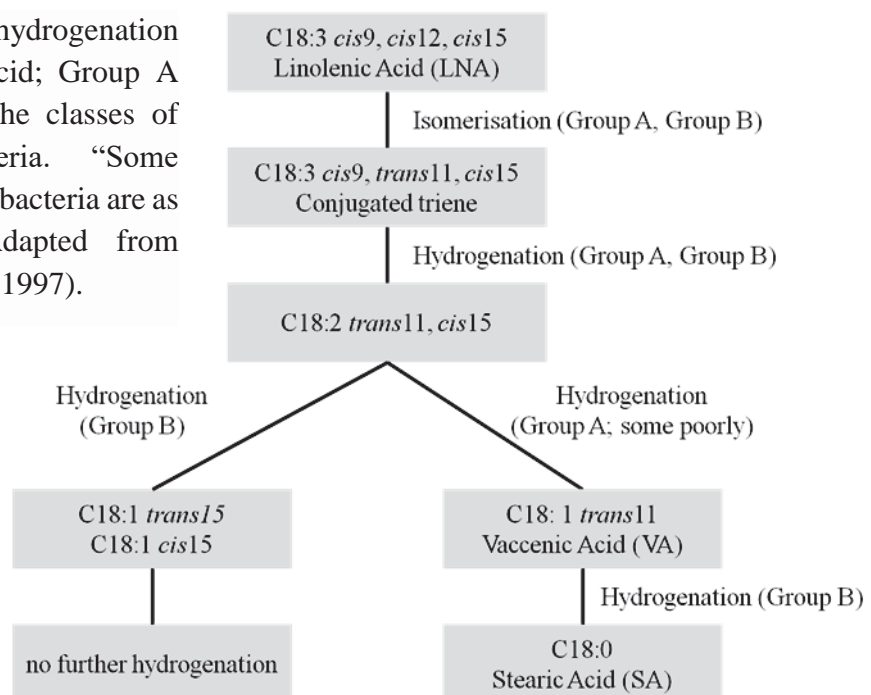 hydrogenation
cid; Group A
he classes of
eria. “Some
bacteria are as
dapted from
1997).
C18:3 cis9, cis12, cis15
Linolenic Acid (LNA)
Isomerisation (Group A, Group B)
C18:3 cis9, trans11, cis15
Conjugated triene
Hydrogenation (Group A, Group B)
C18:2 trans11, cis15
Hydrogenation
(Group B)
Hydrogenation
(Group A; some poorly)
C18:1 trans15
C18:1 cis15
C18: 1 trans11
Vaccenic Acid (VA)
Hydrogenation (Group B)
no further hydrogenation
C18:0
Stearic Acid (SA)